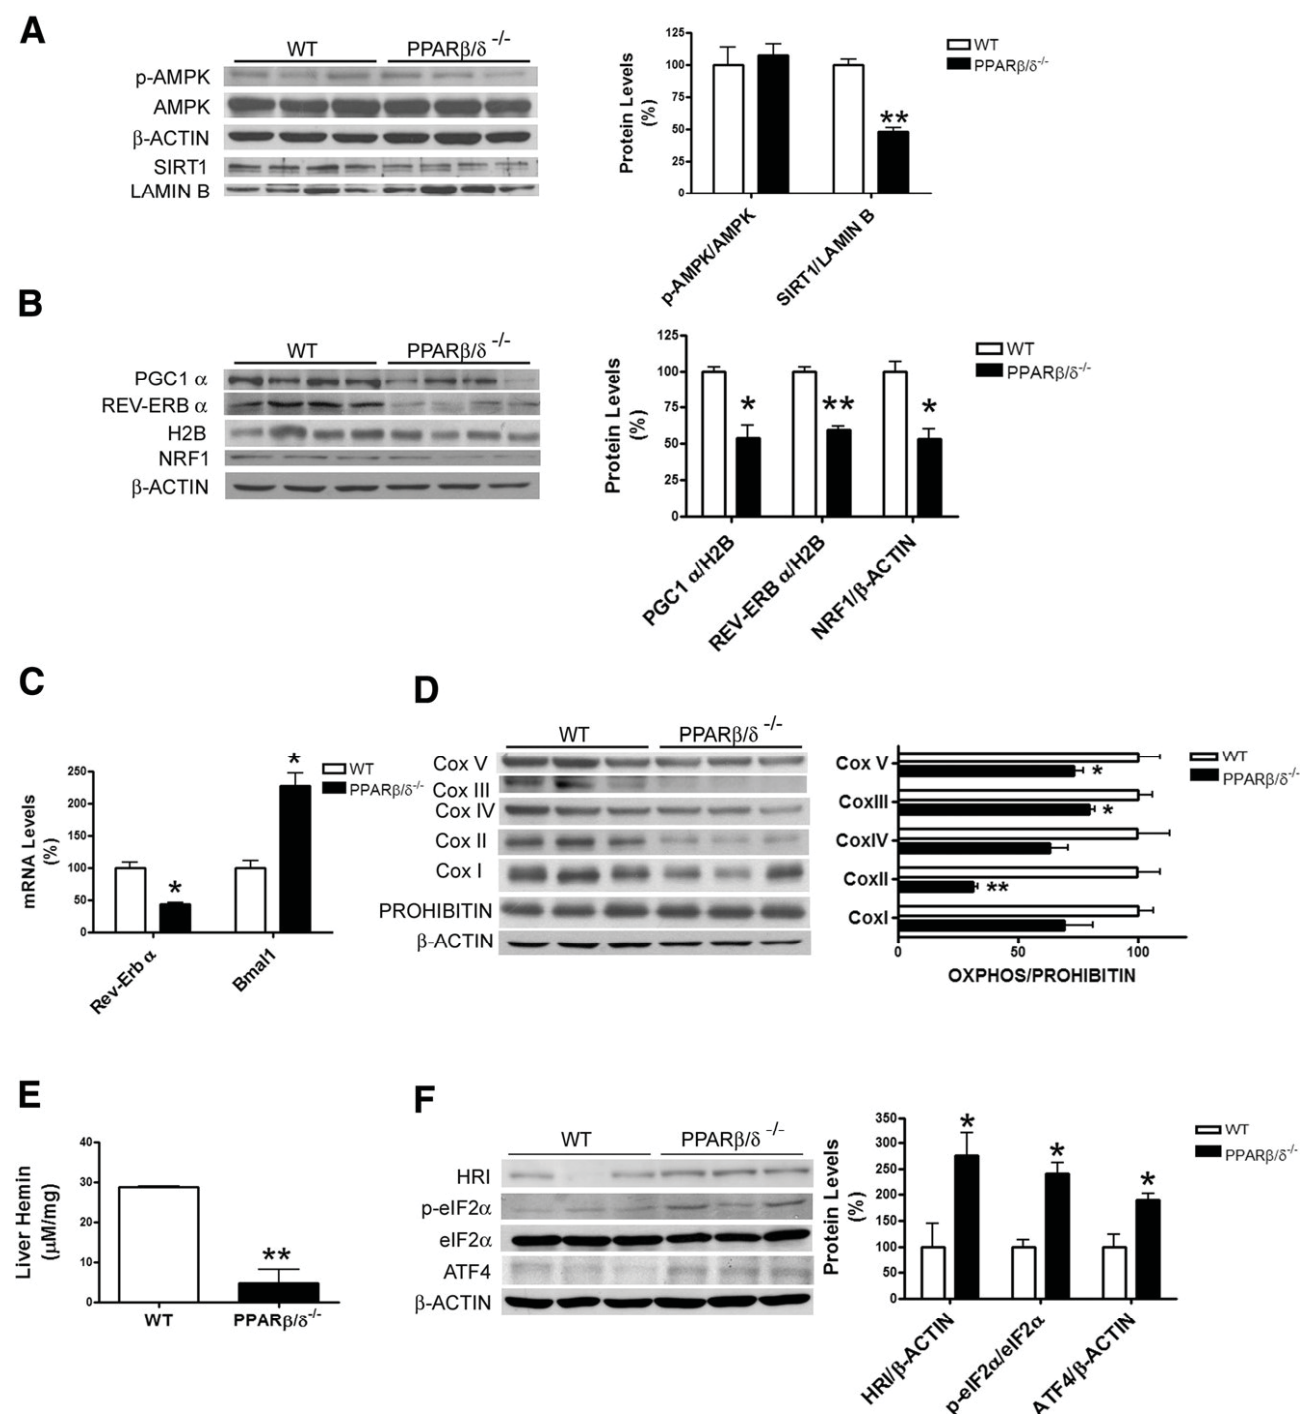 A
WT PPARβ/δ -/-
p-AMPK
AMPK
β-ACTIN
SIRT1
LAMIN B
Protein Levels
(%)
125
100
75
50
25
0
**
p-AMPK/AMPK
SIRT1/LAMIN B
WT
PPARβ/δ-/-
B
WT PPARβ/δ -/-
PGC1 α
REV-ERB α
H2B
NRF1
β-ACTIN
Protein Levels
(%)
125
100
75
50
25
0
* ** *
PGC1 α/H2B
REV-ERB α/H2B
NRF1/β-ACTIN
WT
PPARβ/δ-/-
C
mRNA Levels
(%)
250
200
150
100
50
0
* *
Rev-Erb α
Bmal1
WT
PPARβ/δ-/-
D
WT PPARβ/δ -/-
Cox V
Cox III
Cox IV
Cox II
Cox I
PROHIBITIN
β-ACTIN
Cox V *
CoxIII *
CoxIV
CoxII **
CoxI
0 50 100
OXPHOS/PROHIBITIN
WT
PPARβ/δ-/-
E
Liver Hemin
(μM/mg)
40
30
20
10
0
**
WT PPARβ/δ-/-
F
WT PPARβ/δ -/-
HRI
p-eIF2α
eIF2α
ATF4
β-ACTIN
Protein Levels
(%)
350
300
250
200
150
100
50
0
* * *
HRI/β-ACTIN
p-eIF2α/eIF2α
ATF4/β-ACTIN
WT
PPARβ/δ-/-